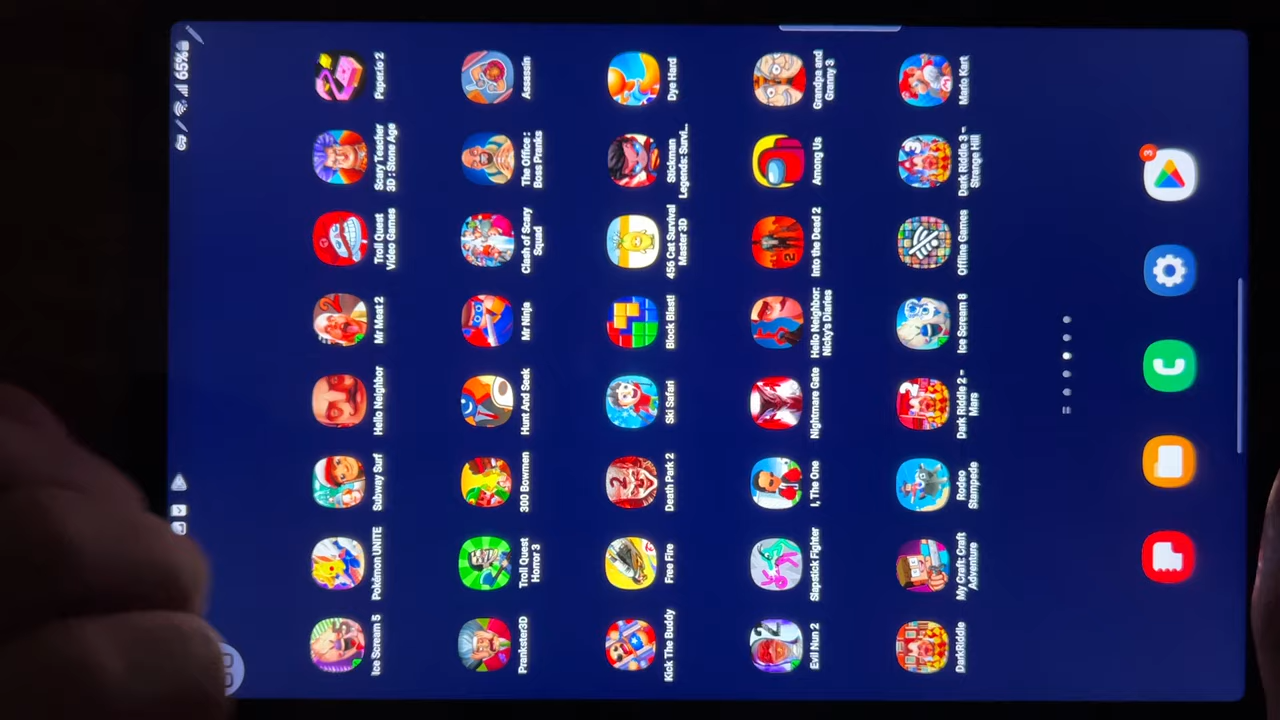 65%
Ice Scream 5
Pokémon UNITE
Subway Surf
Hello Neighbor
Mr Meat 2
Troll Quest
Video Games
Scary Teacher
3D : Stone Age
Paper.io 2
Prankster3D
Troll Quest
Horror 3
300 Bowmen
Hunt And Seek
Mr Ninja
Clash of Scary
Squad
The Office :
Boss Pranks
Assassin
Kick The Buddy
Free Fire
Death Park 2
Ski Safari
Block Blast!
456 Cat Survival
Master 3D
Stickman
Legends: Survi...
Dye Hard
Evil Nun 2
Slapstick Fighter
I, The One
Nightmare Gate
Hello Neighbor:
Nicky's Diaries
Into the Dead 2
Among Us
Grandpa and
Granny 3
DarkRiddle
My Craft: Craft
Adventure
Rodeo
Stampede
Dark Riddle 2 -
Mars
Ice Scream 8
Offline Games
Dark Riddle 3 -
Strange Hill
Mario Kart
3